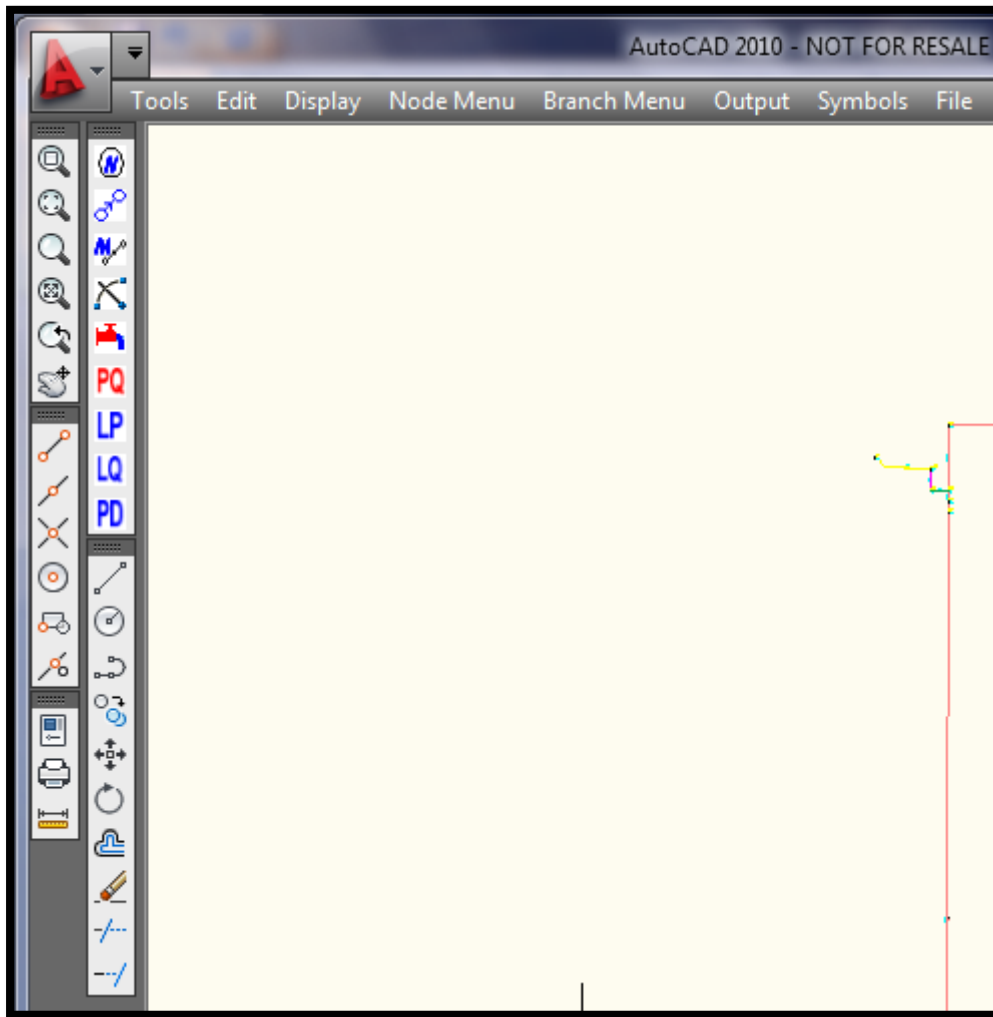 AutoCAD 2010 - NOT FOR RESALE
Tools Edit Display Node Menu Branch Menu Output Symbols File
N
M
PQ
LP
LQ
PD